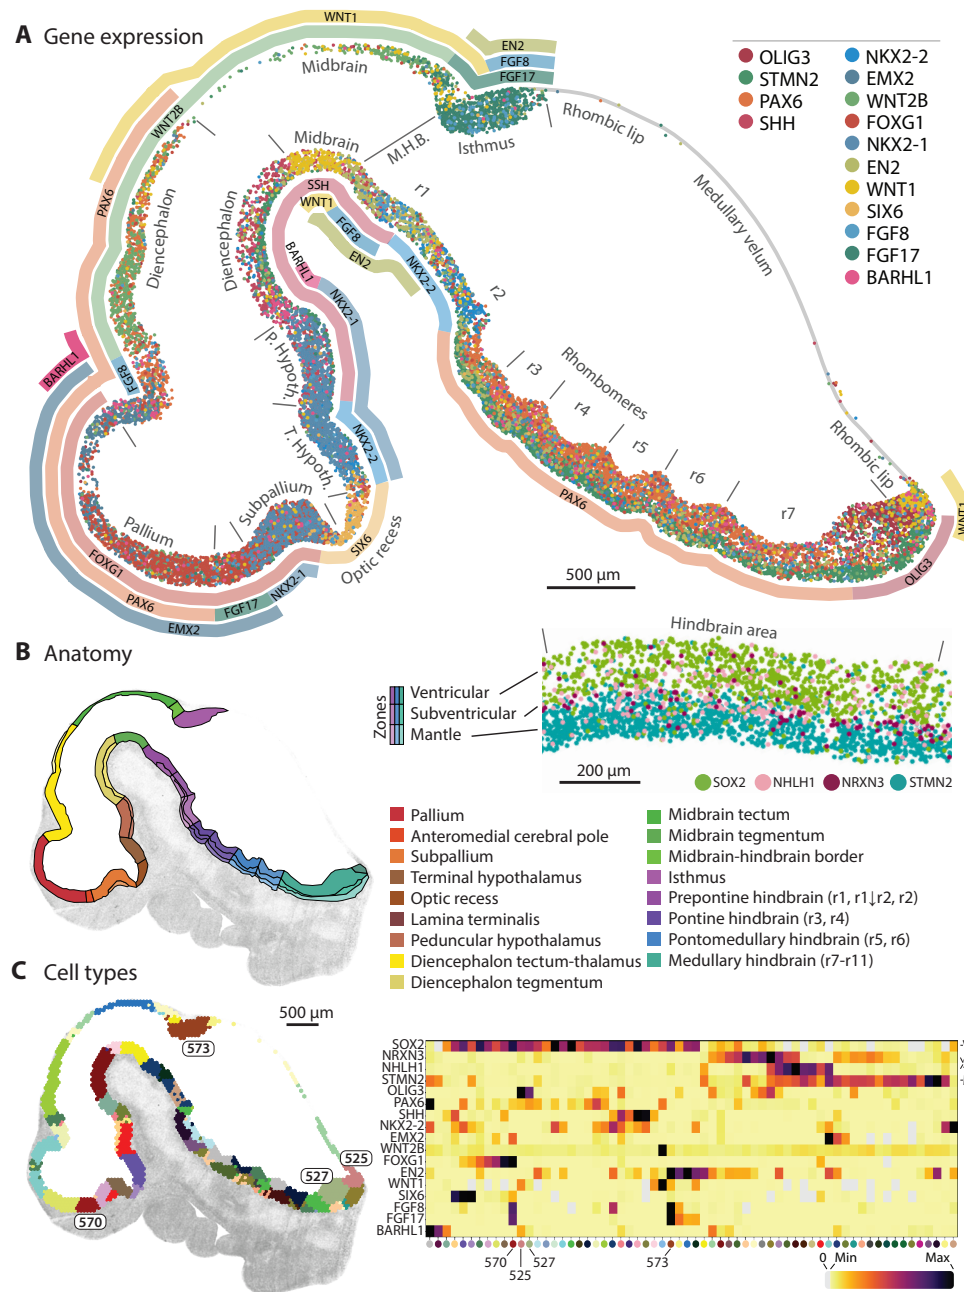 A Gene expression
WNT1
EN2
FGF8
FGF17
Midbrain
WNT2B
PAX6
Diencephalon
BARHL1
FGF8
Midbrain
M.H.B.
Isthmus
Rhombic lip
Medullary velum
Rhombic lip
WNT1
OLIG3
SSH
WNT1
FGF8
EN2
NKX2-2
BARHL1
NKX2-1
NKX2-2
Diencephalon
P. Hypoth.
T. Hypoth.
r1
r2
r3
r4
r5
r6
r7
Rhombomeres
PAX6
Pallium
Subpallium
Optic recess
SIX6
FOXG1
PAX6
FGF17
NKX2-1
EMX2
500 µm
OLIG3
STMN2
PAX6
SHH
NKX2-2
EMX2
WNT2B
FOXG1
NKX2-1
EN2
WNT1
SIX6
FGF8
FGF17
BARHL1
B Anatomy
Zones
Ventricular
Subventricular
Mantle
Hindbrain area
200 µm
SOX2 NHLH1 NRXN3 STMN2
Pallium
Anteromedial cerebral pole
Subpallium
Terminal hypothalamus
Optic recess
Lamina terminalis
Peduncular hypothalamus
Diencephalon tectum-thalamus
Diencephalon tegmentum
Midbrain tectum
Midbrain tegmentum
Midbrain-hindbrain border
Isthmus
Prepontine hindbrain (r1, r1↓r2, r2)
Pontine hindbrain (r3, r4)
Pontomedullary hindbrain (r5, r6)
Medullary hindbrain (r7-r11)
C Cell types
500 µm
573
525
527
570
SOX2
NRXN3
NHLH1
STMN2
OLIG3
PAX6
SHH
NKX2-2
EMX2
WNT2B
FOXG1
EN2
WNT1
SIX6
FGF8
FGF17
BARHL1
570
525
527
573
0 Min Max